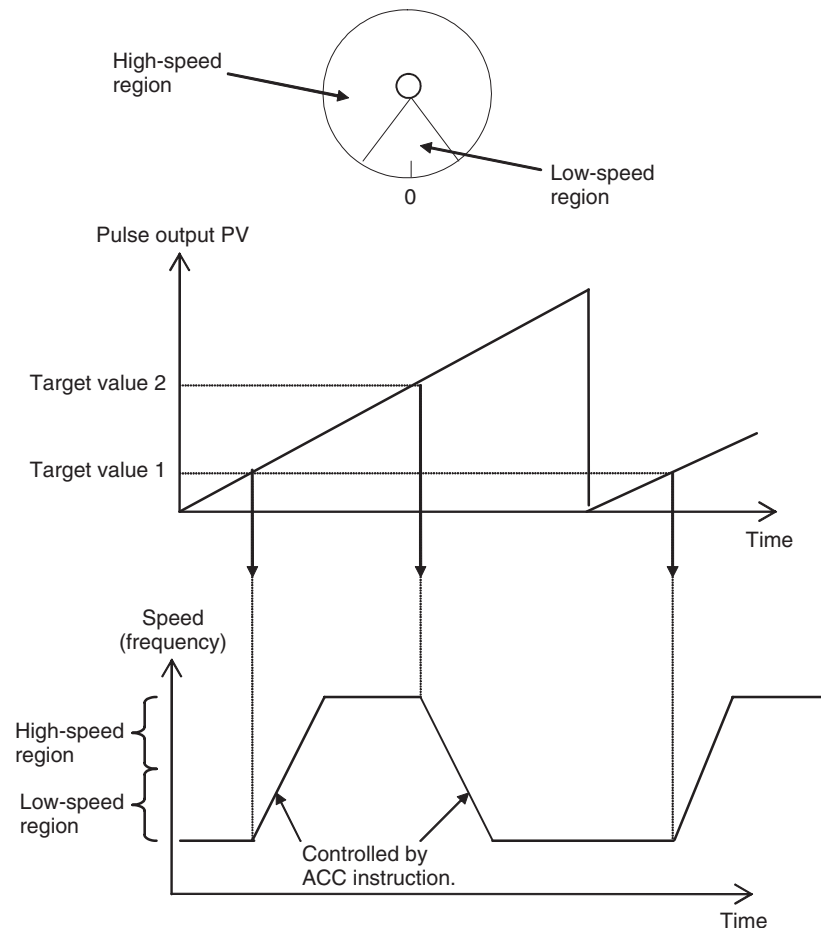 High-speed
region
Low-speed
region
0
Pulse output PV
Target value 2
Target value 1
Time
Speed
(frequency)
High-speed
region
Low-speed
region
Controlled by
ACC instruction.
Time